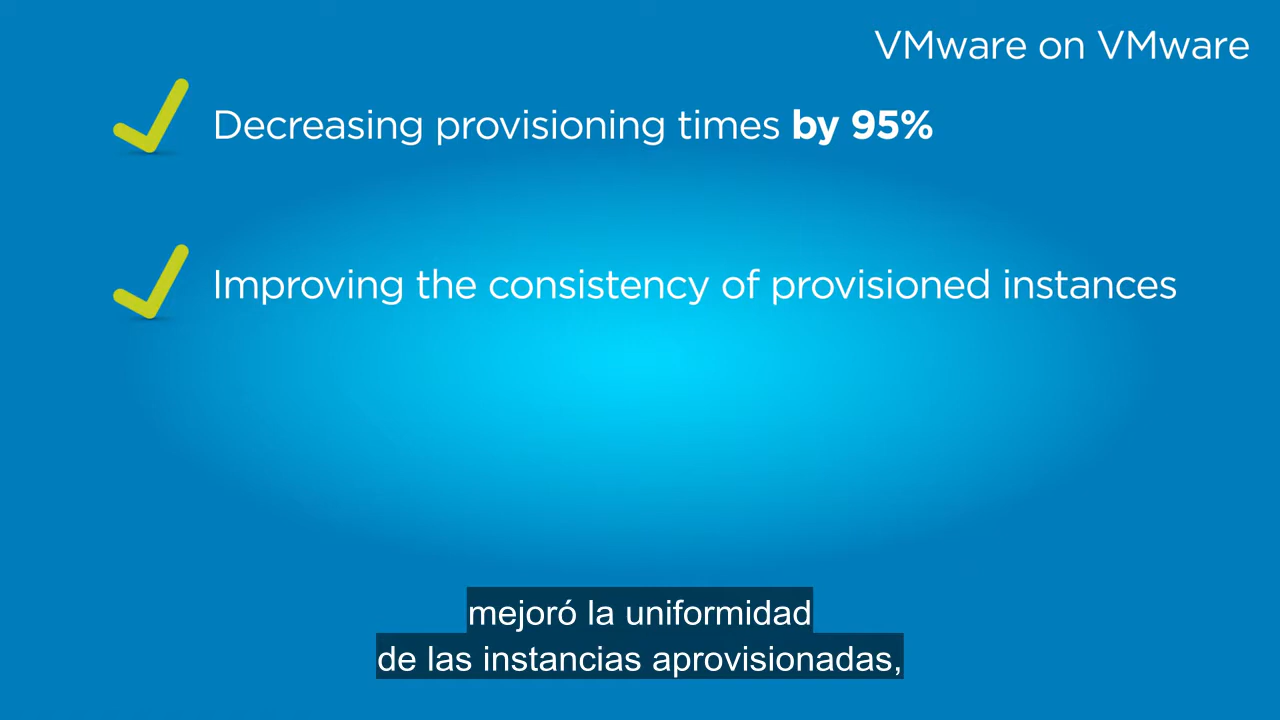 VMware on VMware
Decreasing provisioning times by 95%
Improving the consistency of provisioned instances
mejoró la uniformidad
de las instancias aprovisionadas,